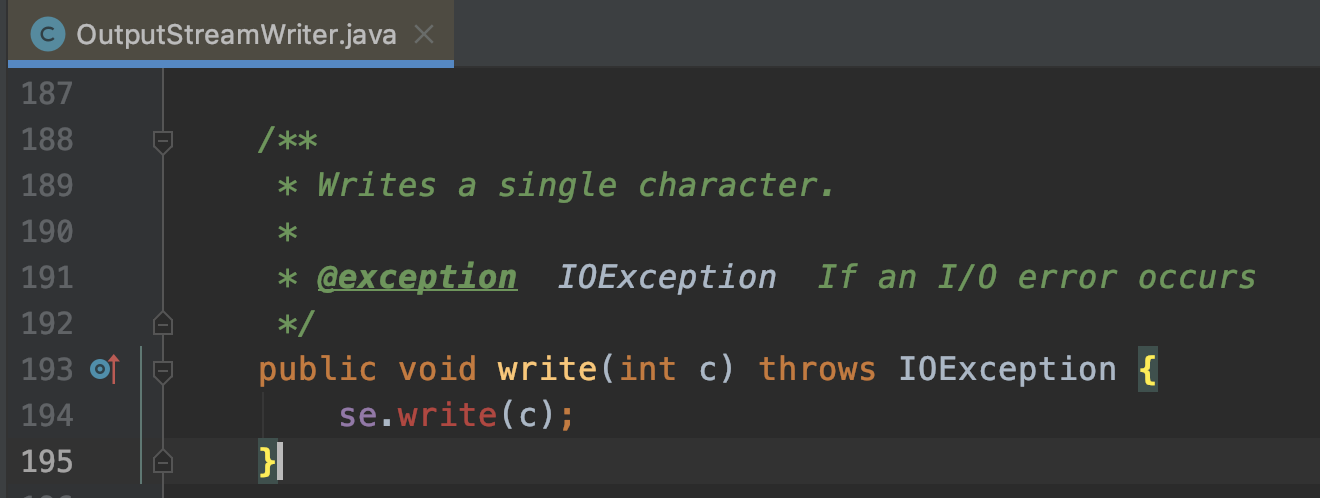 C OutputStreamWriter.java
187
188 /**
189 * Writes a single character.
190 *
191 * @exception IOException If an I/O error occurs
192 */
193 public void write(int c) throws IOException {
194 se.write(c);
195 }